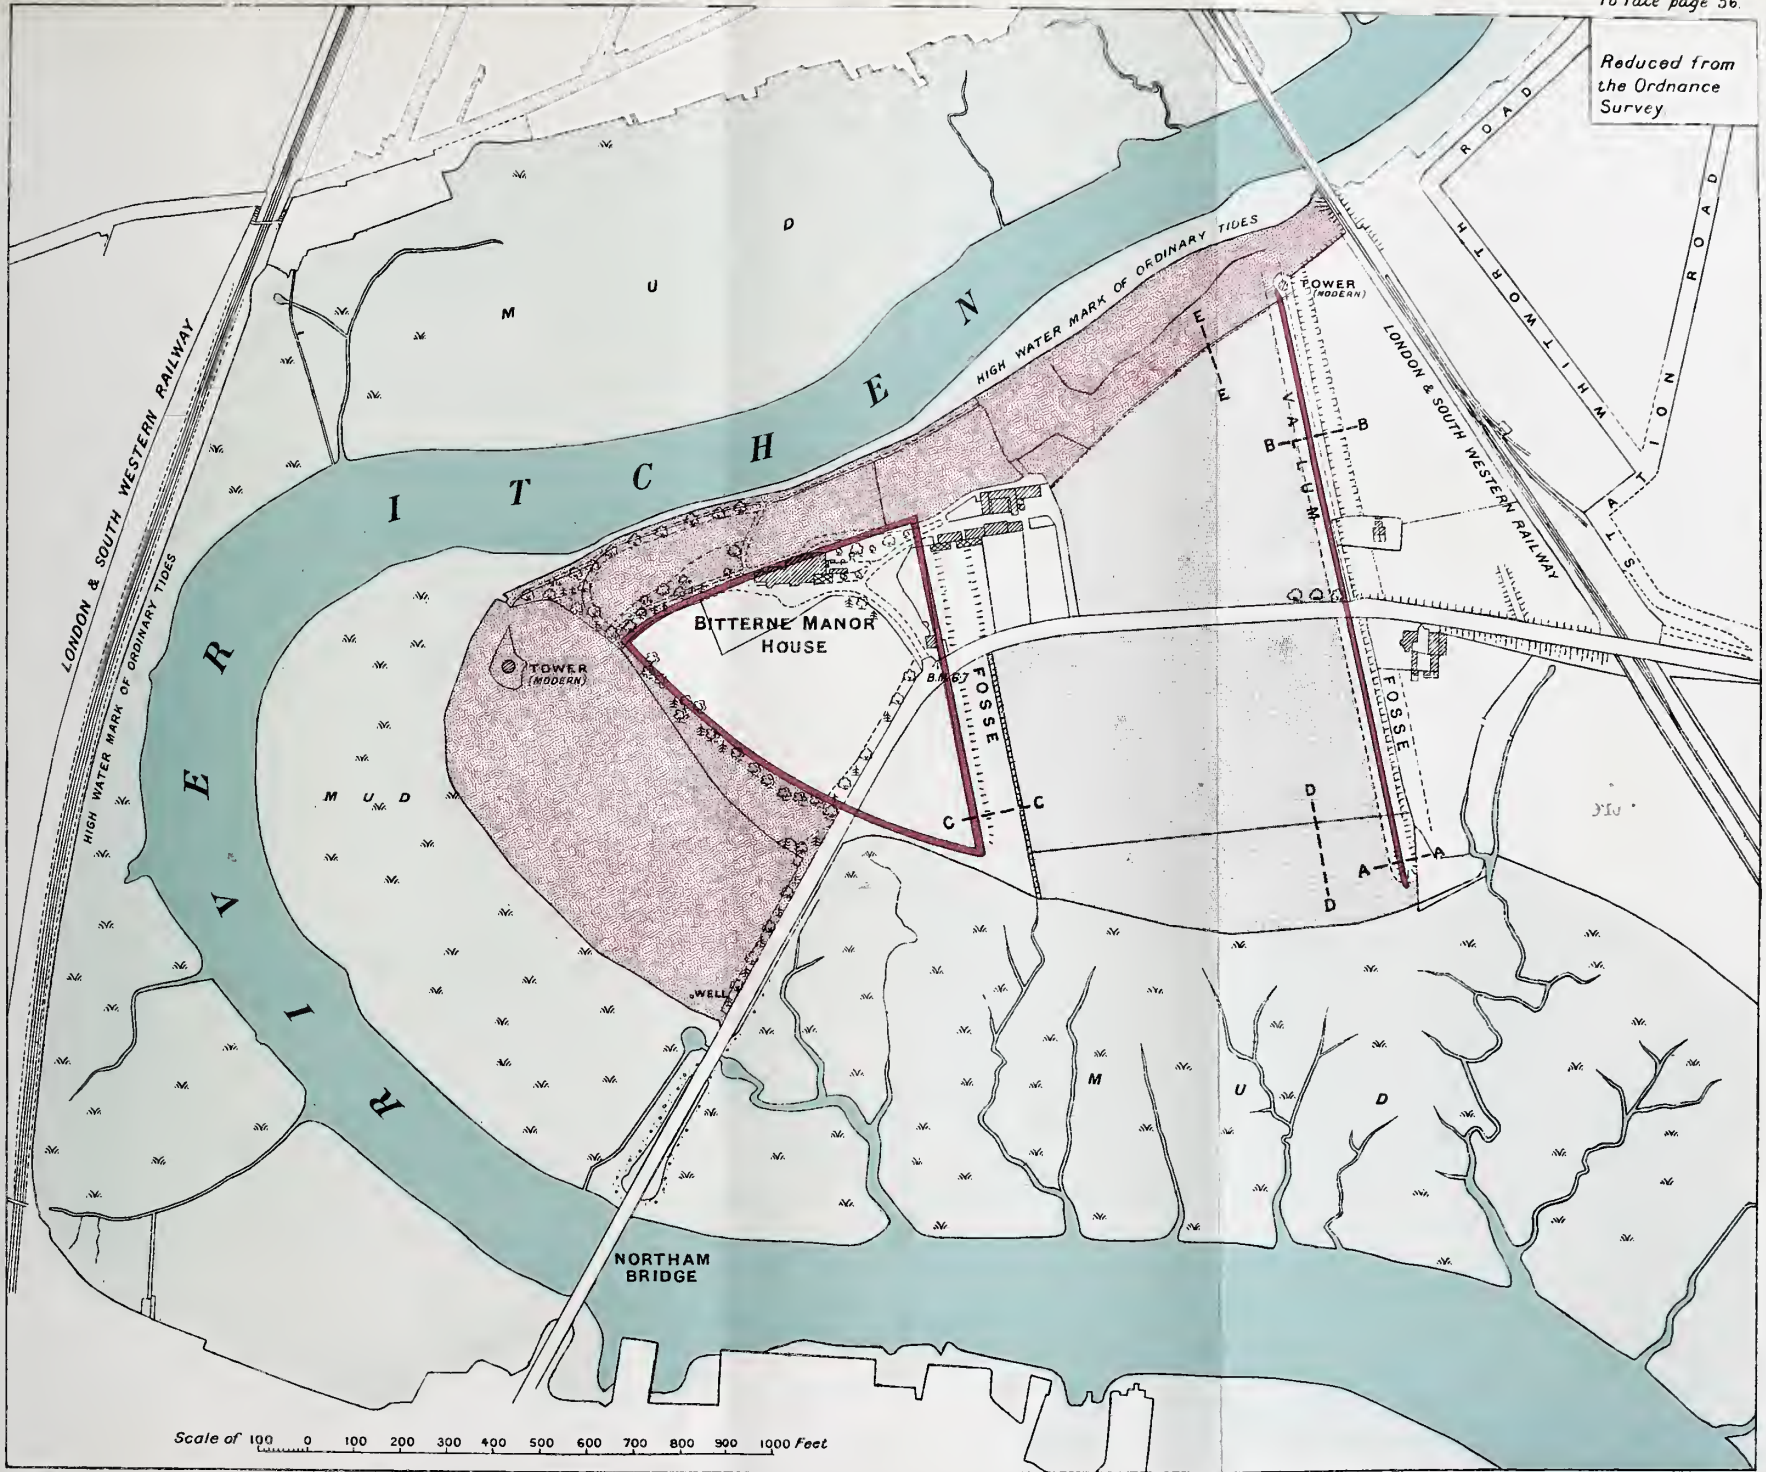 To face page 36.
Reduced from
the Ordnance
Survey
WHITWORTH ROAD
STATION ROAD
LONDON & SOUTH WESTERN RAILWAY
HIGH WATER MARK OF ORDINARY TIDES
MUD
RIVER ITCHEN
HIGH WATER MARK OF ORDINARY TIDES
TOWER
(MODERN)
LONDON & SOUTH WESTERN RAILWAY
E
E
VALLUM
B
B
BITTERNE MANOR
HOUSE
TOWER
(MODERN)
B.M. 6·7
FOSSE
FOSSE
MUD
C
C
D
D
A
A
WELL
MUD
NORTHAM
BRIDGE
Scale of 100 0 100 200 300 400 500 600 700 800 900 1000 Feet